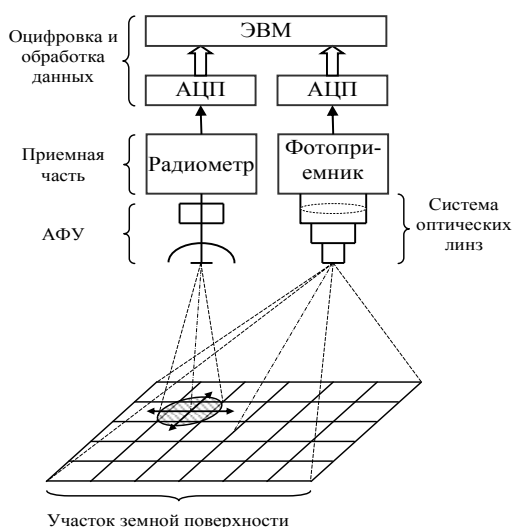 Оцифровка и
обработка
данных
ЭВМ
АЦП
АЦП
Приемная
часть
Радиометр
Фотопри-
емник
АФУ
Система
оптических
линз
Участок земной поверхности